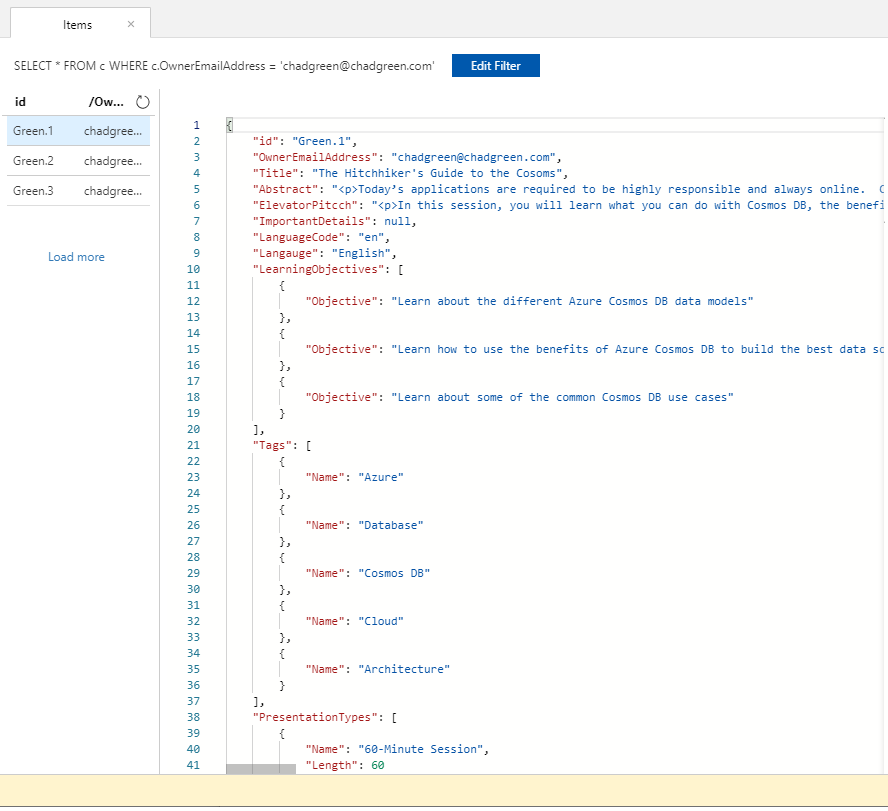 Items ×
SELECT * FROM c WHERE c.OwnerEmailAddress = 'chadgreen@chadgreen.com' Edit Filter
id /Ow...
Green.1 chadgree...
Green.2 chadgree...
Green.3 chadgree...
Load more
1 {
2 "id": "Green.1",
3 "OwnerEmailAddress": "chadgreen@chadgreen.com",
4 "Title": "The Hitchhiker's Guide to the Cosoms",
5 "Abstract": "<p>Today’s applications are required to be highly responsible and always online.
6 "ElevatorPitcch": "<p>In this session, you will learn what you can do with Cosmos DB, the benefi
7 "ImportantDetails": null,
8 "LanguageCode": "en",
9 "Langauge": "English",
10 "LearningObjectives": [
11 {
12 "Objective": "Learn about the different Azure Cosmos DB data models"
13 },
14 {
15 "Objective": "Learn how to use the benefits of Azure Cosmos DB to build the best data sc
16 },
17 {
18 "Objective": "Learn about some of the common Cosmos DB use cases"
19 }
20 ],
21 "Tags": [
22 {
23 "Name": "Azure"
24 },
25 {
26 "Name": "Database"
27 },
28 {
29 "Name": "Cosmos DB"
30 },
31 {
32 "Name": "Cloud"
33 },
34 {
35 "Name": "Architecture"
36 }
37 ],
38 "PresentationTypes": [
39 {
40 "Name": "60-Minute Session",
41 "Length": 60